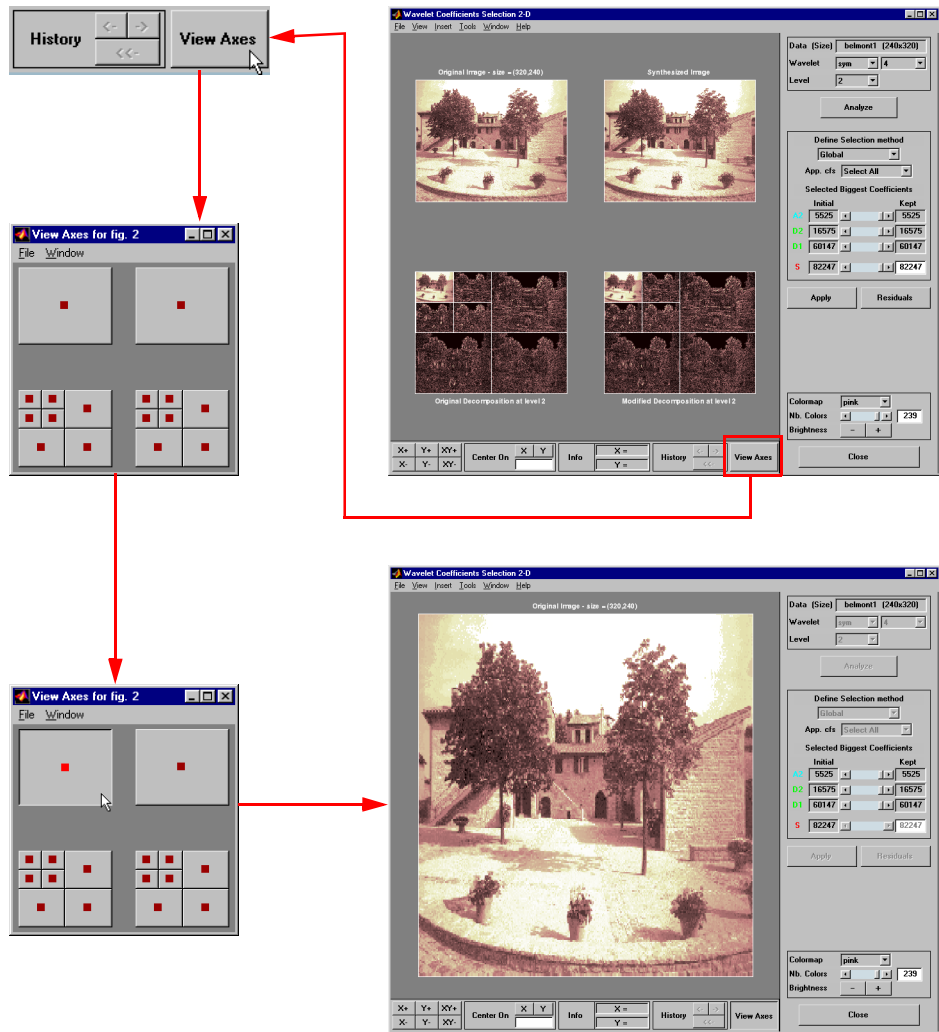 History
<-
->
<<-
View Axes
Wavelet Coefficients Selection 2-D
File View Insert Tools Window Help
Original Image - size = (320,240)
Synthesized Image
Original Decomposition at level 2
Modified Decomposition at level 2
Data (Size) belmont1 (240x320)
Wavelet sym 4
Level 2
Analyze
Define Selection method
Global
App. cfs Select All
Selected Biggest Coefficients
Initial Kept
A2 5525 5525
D2 16575 16575
D1 60147 60147
S 82247 82247
Apply Residuals
Colormap pink
Nb. Colors 239
Brightness - +
Close
X+ Y+ XY+
X- Y- XY-
Center On X Y
Info X =
Y =
History <- ->
<<-
View Axes
View Axes for fig. 2
File Window
View Axes for fig. 2
File Window
Wavelet Coefficients Selection 2-D
File View Insert Tools Window Help
Original Image - size = (320,240)
Data (Size) belmont1 (240x320)
Wavelet sym 4
Level 2
Analyze
Define Selection method
Global
App. cfs Select All
Selected Biggest Coefficients
Initial Kept
A2 5525 5525
D2 16575 16575
D1 60147 60147
S 82247 82247
Apply Residuals
Colormap pink
Nb. Colors 239
Brightness - +
Close
X+ Y+ XY+
X- Y- XY-
Center On X Y
Info X =
Y =
History <- ->
<<-
View Axes